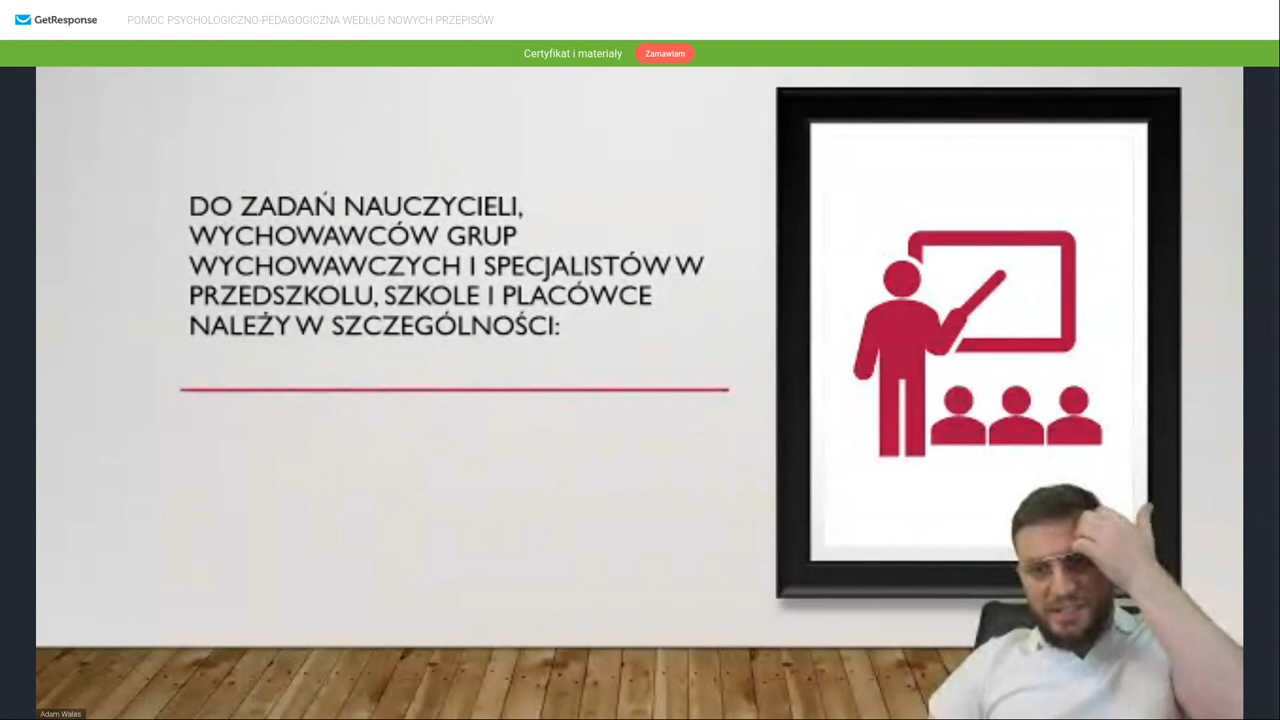 GetResponse
POMOC PSYCHOLOGICZNO-PEDAGOGICZNA WEDŁUG NOWYCH PRZEPISÓW
Certyfikat i materiały
Zamawiam
DO ZADAŃ NAUCZYCIELI,
WYCHOWAWCÓW GRUP
WYCHOWAWCZYCH I SPECJALISTÓW W
PRZEDSZKOLU, SZKOLE I PLACÓWCE
NALEŻY W SZCZEGÓLNOŚCI:
Adam Walas